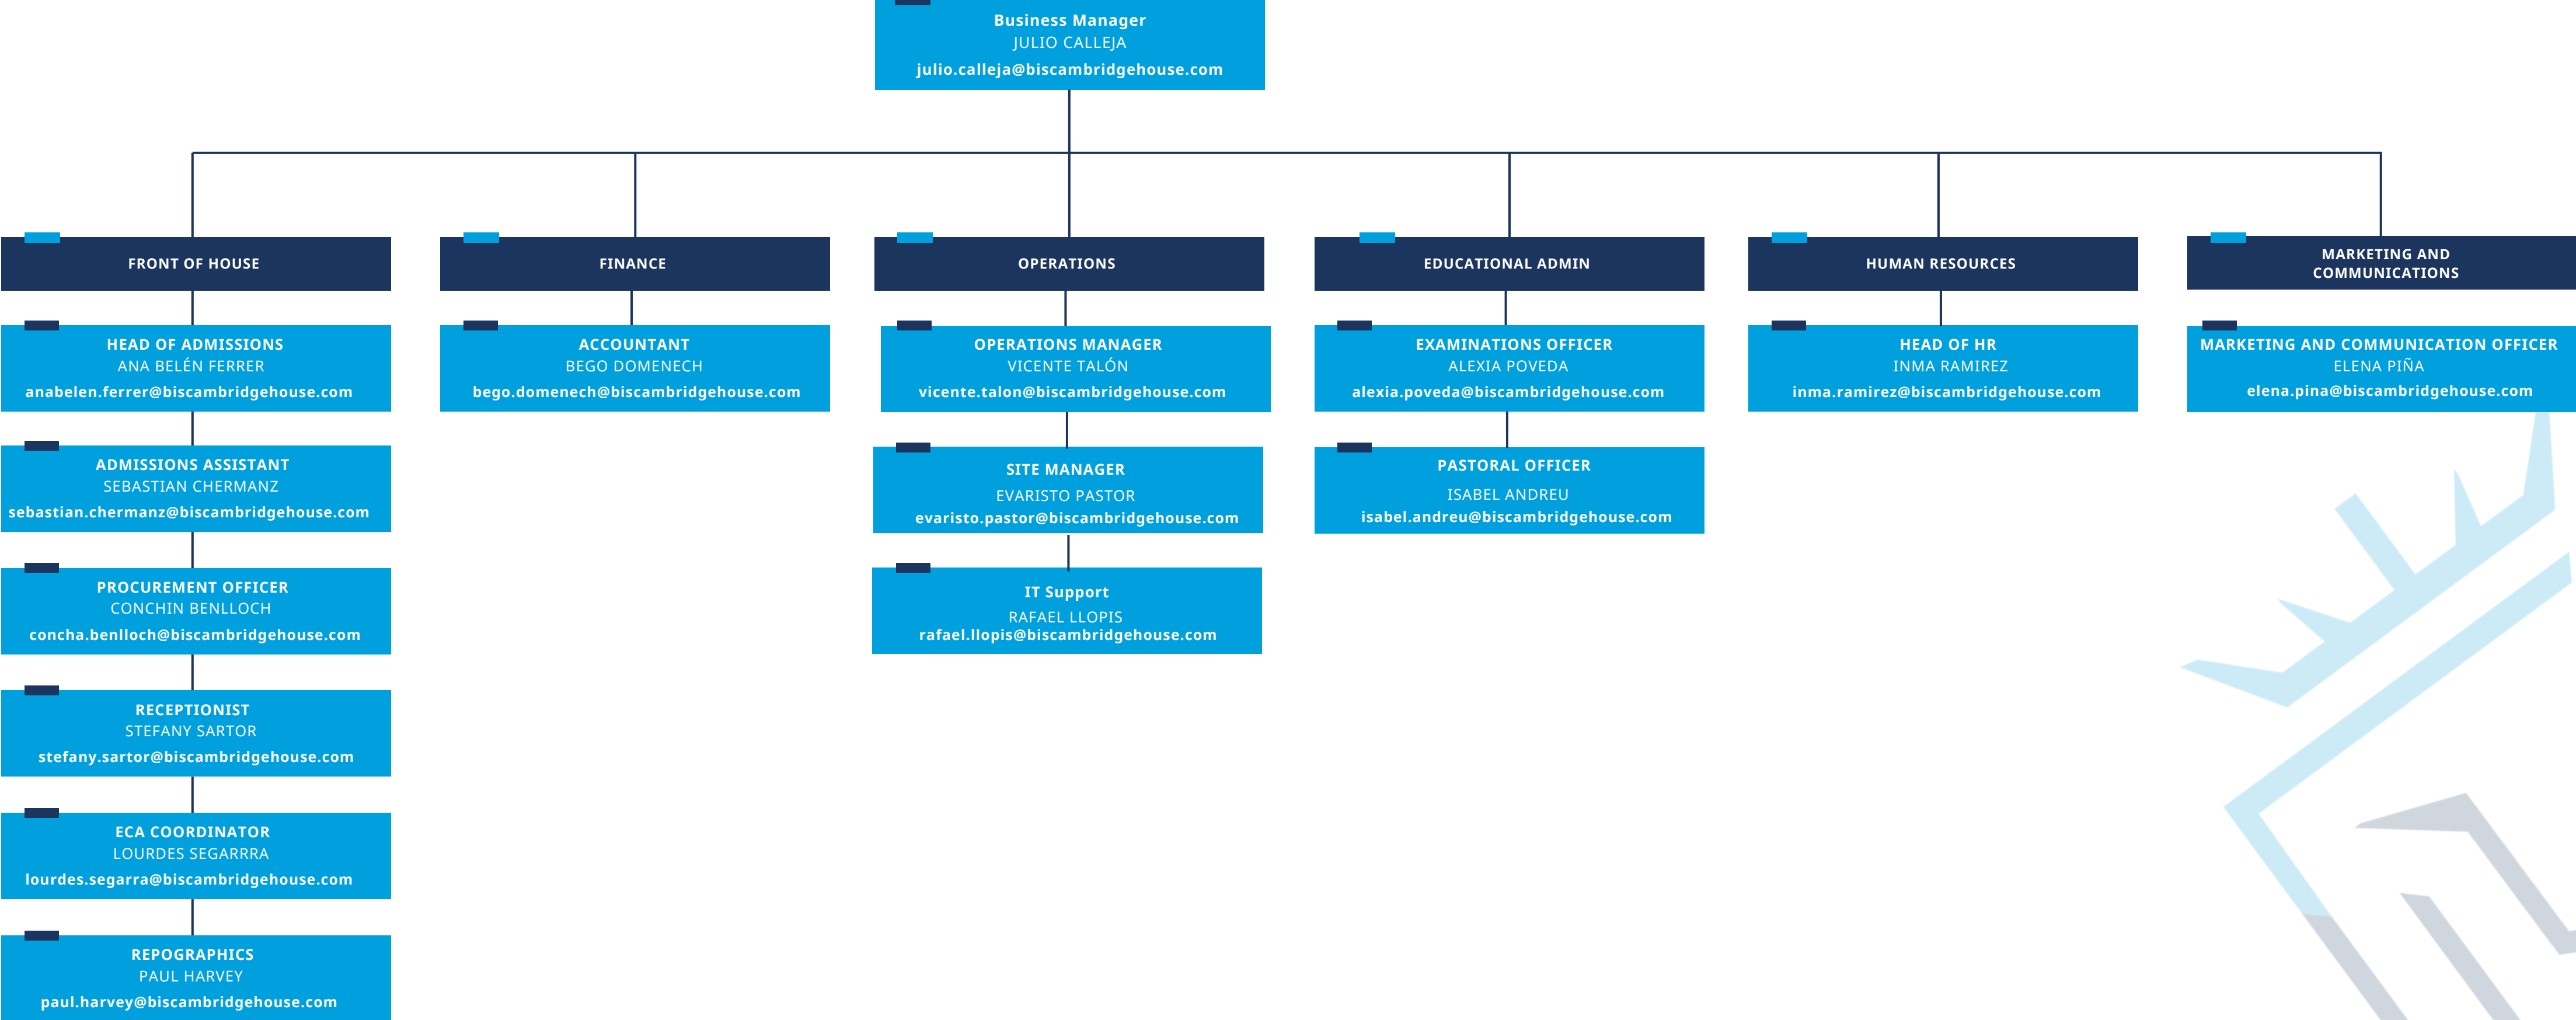 Business Manager
JULIO CALLEJA
julio.calleja@biscambridgehouse.com
FRONT OF HOUSE
HEAD OF ADMISSIONS
ANA BELÉN FERRER
anabelen.ferrer@biscambridgehouse.com
ADMISSIONS ASSISTANT
SEBASTIAN CHERMANZ
sebastian.chermanz@biscambridgehouse.com
PROCUREMENT OFFICER
CONCHIN BENLLOCH
concha.benlloch@biscambridgehouse.com
RECEPTIONIST
STEFANY SARTOR
stefany.sartor@biscambridgehouse.com
ECA COORDINATOR
LOURDES SEGARRRA
lourdes.segarra@biscambridgehouse.com
REPOGRAPHICS
PAUL HARVEY
paul.harvey@biscambridgehouse.com
FINANCE
ACCOUNTANT
BEGO DOMENECH
bego.domenech@biscambridgehouse.com
OPERATIONS
OPERATIONS MANAGER
VICENTE TALÓN
vicente.talon@biscambridgehouse.com
SITE MANAGER
EVARISTO PASTOR
evaristo.pastor@biscambridgehouse.com
IT Support
RAFAEL LLOPIS
rafael.llopis@biscambridgehouse.com
EDUCATIONAL ADMIN
EXAMINATIONS OFFICER
ALEXIA POVEDA
alexia.poveda@biscambridgehouse.com
PASTORAL OFFICER
ISABEL ANDREU
isabel.andreu@biscambridgehouse.com
HUMAN RESOURCES
HEAD OF HR
INMA RAMIREZ
inma.ramirez@biscambridgehouse.com
MARKETING AND
COMMUNICATIONS
MARKETING AND COMMUNICATION OFFICER
ELENA PIÑA
elena.pina@biscambridgehouse.com